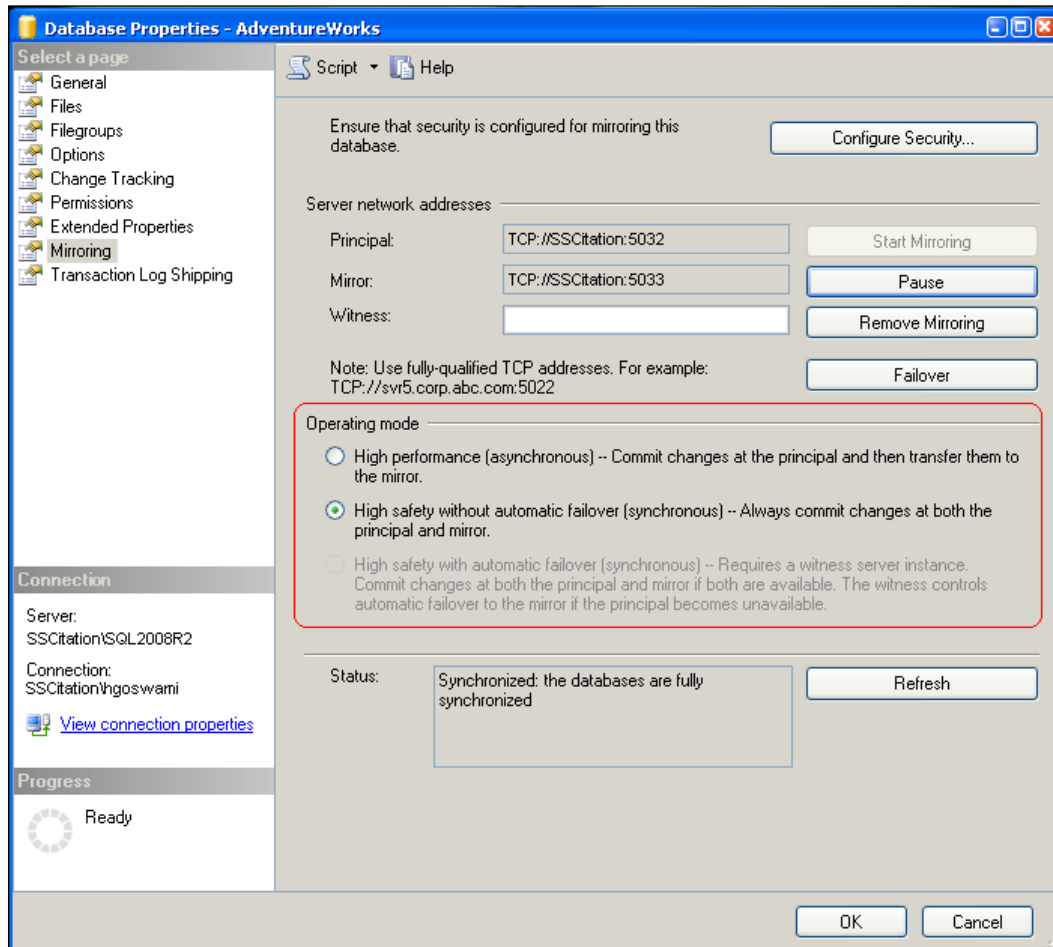 Database Properties - AdventureWorks
Select a page
General
Files
Filegroups
Options
Change Tracking
Permissions
Extended Properties
Mirroring
Transaction Log Shipping
Connection
Server:
SSCitation\SQL2008R2
Connection:
SSCitation\hgoswami
View connection properties
Progress
Ready
Script
Help
Ensure that security is configured for mirroring this
database.
Configure Security...
Server network addresses
Principal:
TCP://SSCitation:5032
Start Mirroring
Mirror:
TCP://SSCitation:5033
Pause
Witness:
Remove Mirroring
Note: Use fully-qualified TCP addresses. For example:
TCP://svr5.corp.abc.com:5022
Failover
Operating mode
High performance (asynchronous) -- Commit changes at the principal and then transfer them to
the mirror.
High safety without automatic failover (synchronous) -- Always commit changes at both the
principal and mirror.
High safety with automatic failover (synchronous) -- Requires a witness server instance.
Commit changes at both the principal and mirror if both are available. The witness controls
automatic failover to the mirror if the principal becomes unavailable.
Status:
Synchronized: the databases are fully
synchronized
Refresh
OK
Cancel